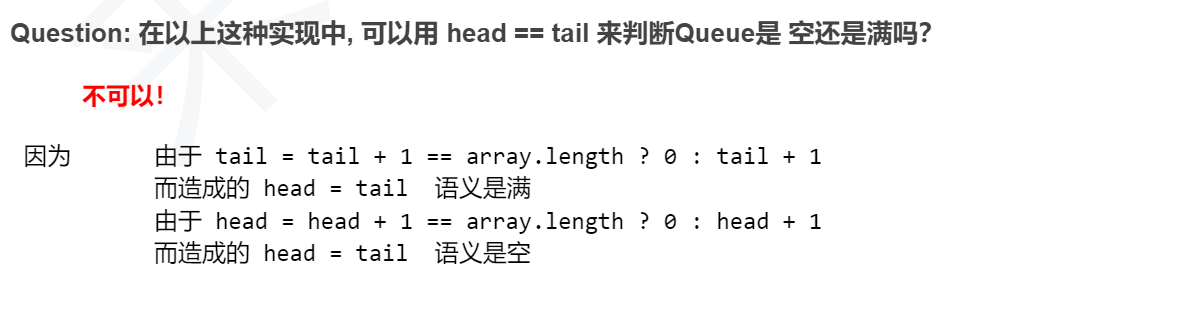 Question: 在以上这种实现中, 可以用 head == tail 来判断Queue是 空还是满吗?
不可以!
因为 由于 tail = tail + 1 == array.length ? 0 : tail + 1
而造成的 head = tail 语义是满
由于 head = head + 1 == array.length ? 0 : head + 1
而造成的 head = tail 语义是空